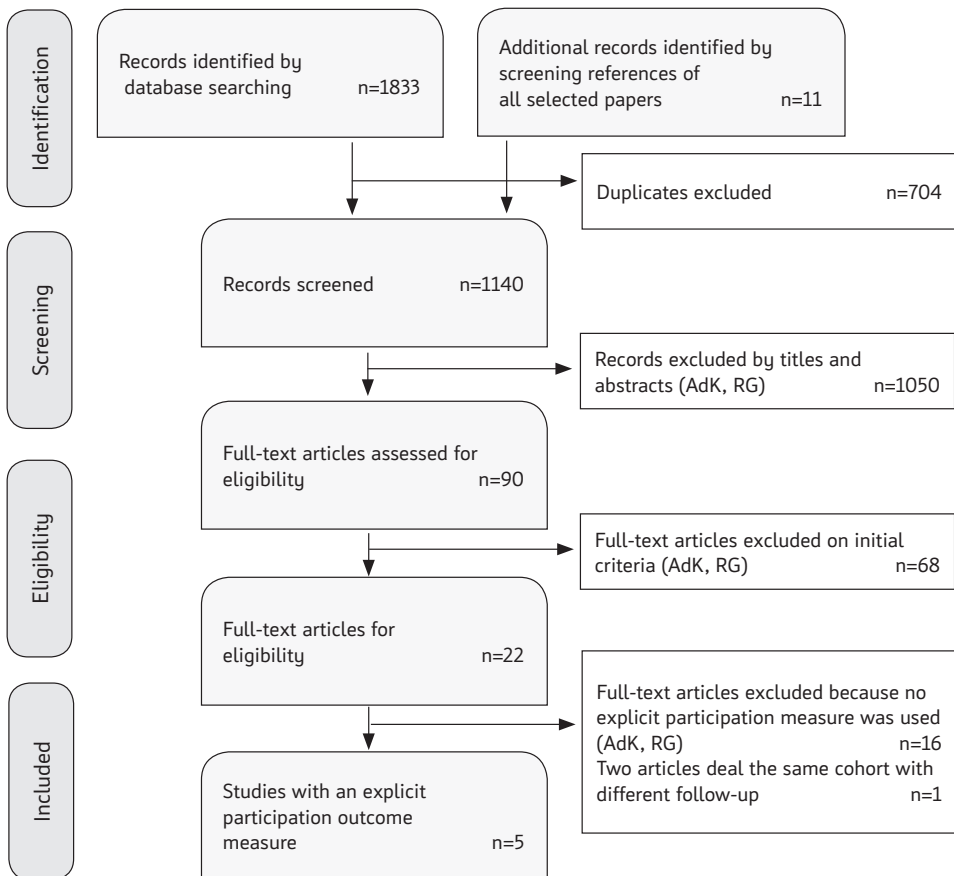 Identification
Records identified by
database searching n=1833
Additional records identified by
screening references of
all selected papers n=11
Duplicates excluded n=704
Screening
Records screened n=1140
Records excluded by titles and
abstracts (AdK, RG) n=1050
Eligibility
Full-text articles assessed for
eligibility n=90
Full-text articles excluded on initial
criteria (AdK, RG) n=68
Full-text articles for
eligibility n=22
Included
Full-text articles excluded because no
explicit participation measure was used
(AdK, RG) n=16
Two articles deal the same cohort with
different follow-up n=1
Studies with an explicit
participation outcome
measure n=5